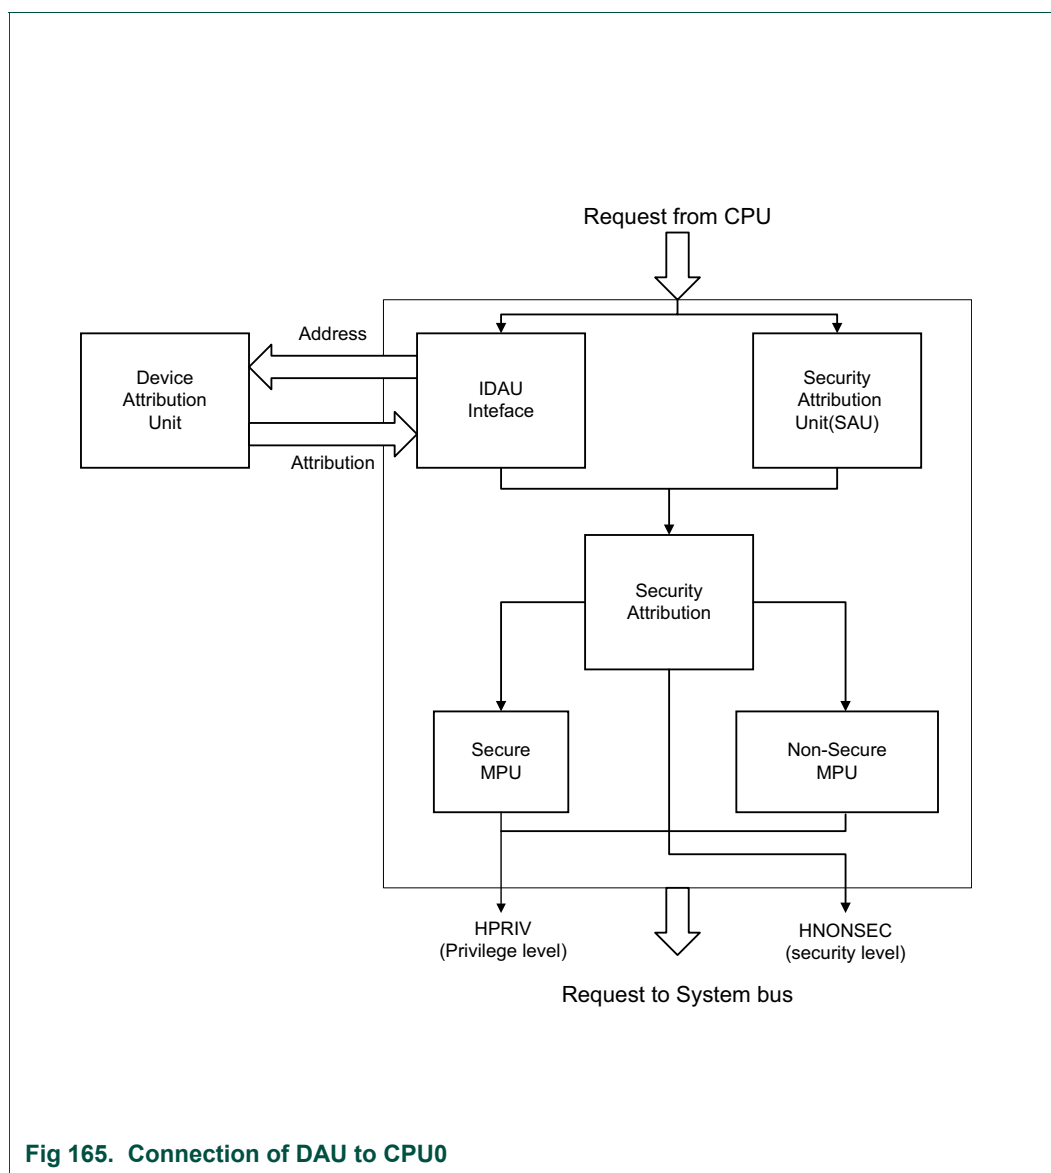 Request from CPU
Address
Device
Attribution
Unit
Attribution
IDAU
Inteface
Security
Attribution
Unit(SAU)
Security
Attribution
Secure
MPU
Non-Secure
MPU
HPRIV
(Privilege level)
HNONSEC
(security level)
Request to System bus
Fig 165. Connection of DAU to CPU0